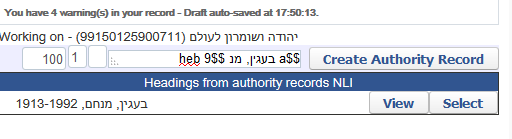 You have 4 warning(s) in your record - Draft auto-saved at 17:50:13.
Working on - (99150125900711) יהודה ושומרון לעולם
100 1 $$a בעגין, מנ $$9 heb Create Authority Record
Headings from authority records NLI
בעגין, מנחם, 1913-1992 View Select